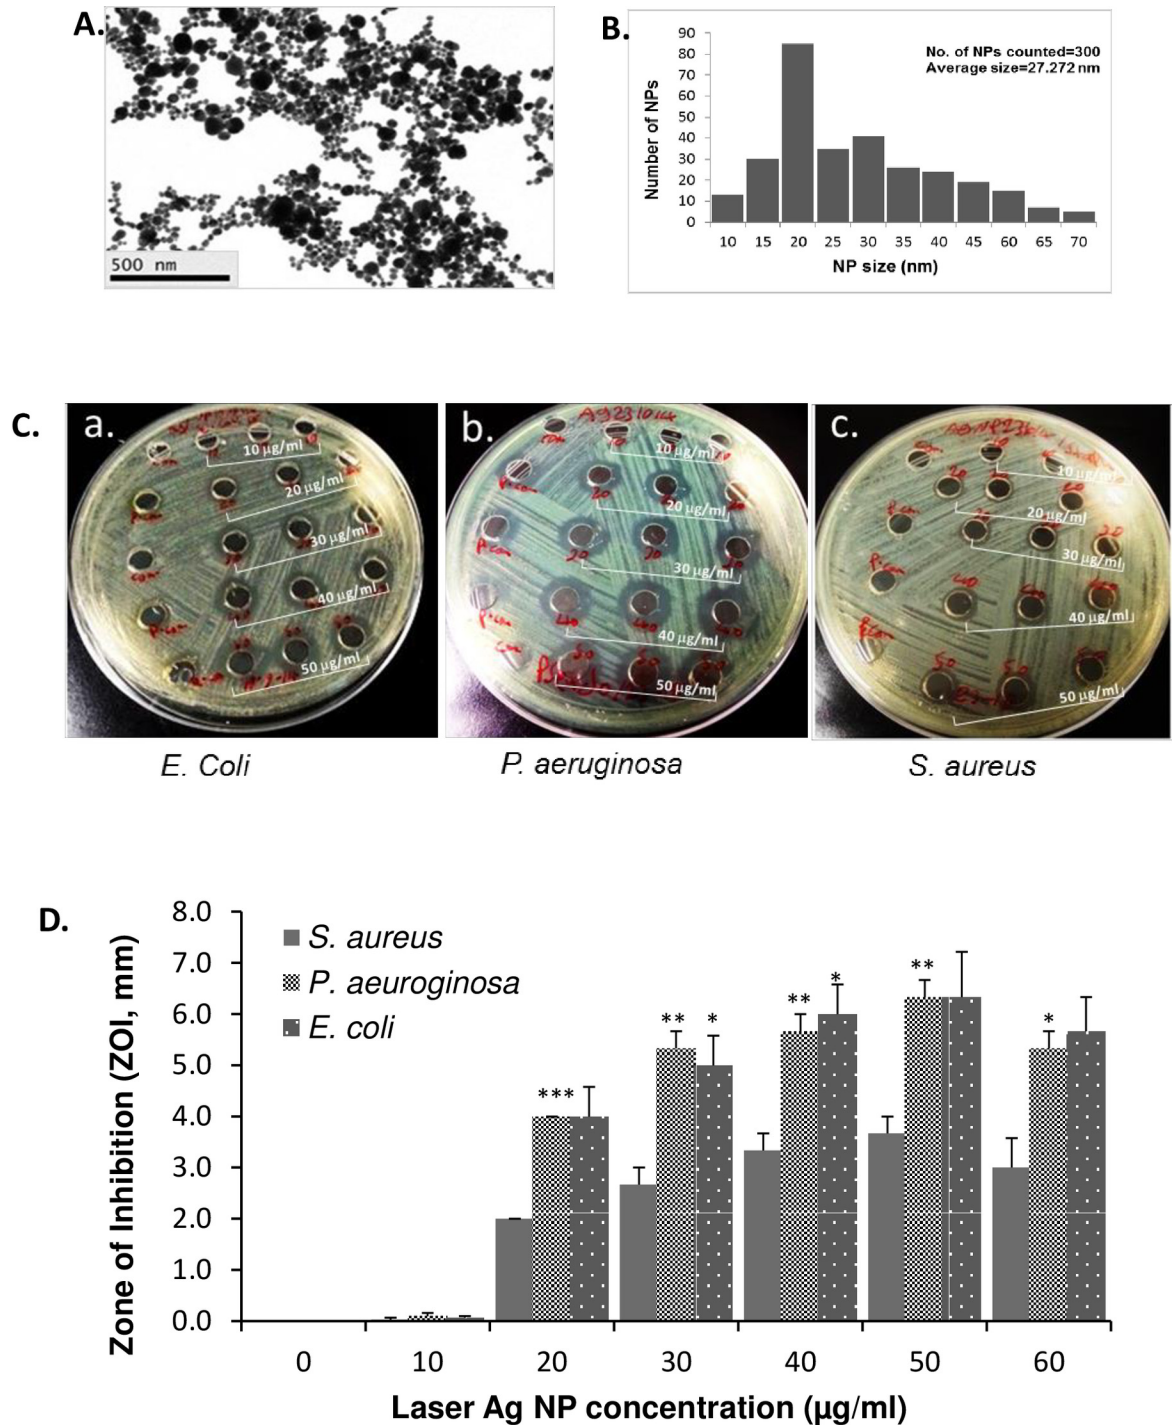 A.
500 nm
B.
No. of NPs counted=300
Average size=27.272 nm
Number of NPs
90
80
70
60
50
40
30
20
10
0
10 15 20 25 30 35 40 45 60 65 70
NP size (nm)
C.
a.
10 µg/ml
20 µg/ml
30 µg/ml
40 µg/ml
50 µg/ml
E. Coli
b.
10 µg/ml
20 µg/ml
30 µg/ml
40 µg/ml
50 µg/ml
P. aeruginosa
c.
10 µg/ml
20 µg/ml
30 µg/ml
40 µg/ml
50 µg/ml
S. aureus
D.
Zone of Inhibition (ZOI, mm)
8.0
7.0
6.0
5.0
4.0
3.0
2.0
1.0
0.0
S. aureus
P. aeuroginosa
E. coli
***
** *
** *
**
*
0 10 20 30 40 50 60
Laser Ag NP concentration (µg/ml)